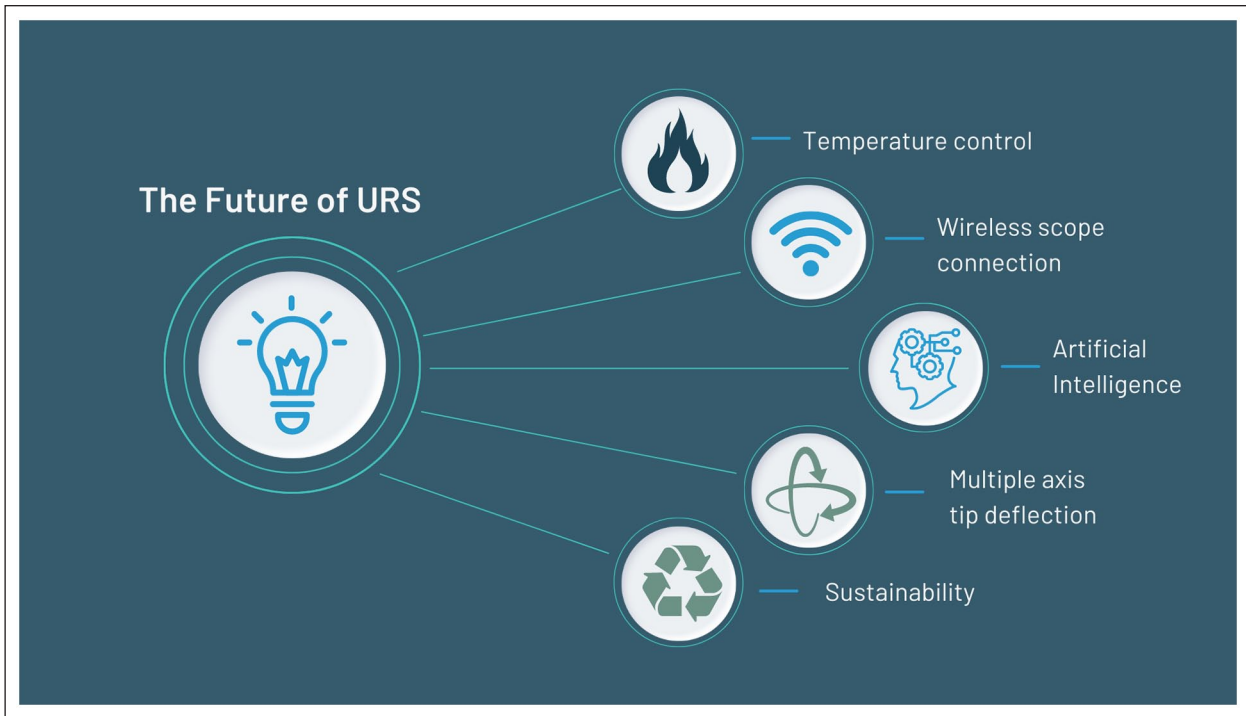 The Future of URS
Temperature control
Wireless scope
connection
Artificial
Intelligence
Multiple axis
tip deflection
Sustainability